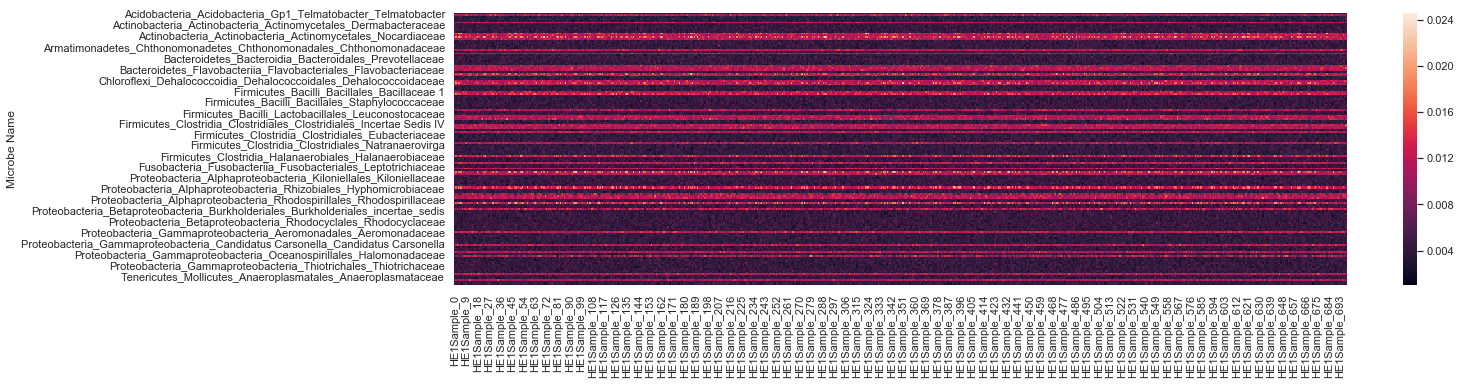 Microbe Name
Acidobacteria_Acidobacteria_Gp1_Telmatobacter_Telmatobacter
Actinobacteria_Actinobacteria_Actinomycetales_Dermabacteraceae
Actinobacteria_Actinobacteria_Actinomycetales_Nocardiaceae
Armatimonadetes_Chthonomonadetes_Chthonomonadales_Chthonomonadaceae
Bacteroidetes_Bacteroidia_Bacteroidales_Prevotellaceae
Bacteroidetes_Flavobacteriia_Flavobacteriales_Flavobacteriaceae
Chloroflexi_Dehalococcoidia_Dehalococcoidales_Dehalococcoidaceae
Firmicutes_Bacilli_Bacillales_Bacillaceae 1
Firmicutes_Bacilli_Bacillales_Staphylococcaceae
Firmicutes_Bacilli_Lactobacillales_Leuconostocaceae
Firmicutes_Clostridia_Clostridiales_Clostridiales_Incertae Sedis IV
Firmicutes_Clostridia_Clostridiales_Eubacteriaceae
Firmicutes_Clostridia_Clostridiales_Natranaerovirga
Firmicutes_Clostridia_Halanaerobiales_Halanaerobiaceae
Fusobacteria_Fusobacteriia_Fusobacteriales_Leptotrichiaceae
Proteobacteria_Alphaproteobacteria_Kiloniellales_Kiloniellaceae
Proteobacteria_Alphaproteobacteria_Rhizobiales_Hyphomicrobiaceae
Proteobacteria_Alphaproteobacteria_Rhodospirillales_Rhodospirillaceae
Proteobacteria_Betaproteobacteria_Burkholderiales_Burkholderiales_incertae_sedis
Proteobacteria_Betaproteobacteria_Rhodocyclales_Rhodocyclaceae
Proteobacteria_Gammaproteobacteria_Aeromonadales_Aeromonadaceae
Proteobacteria_Gammaproteobacteria_Candidatus Carsonella_Candidatus Carsonella
Proteobacteria_Gammaproteobacteria_Oceanospirillales_Halomonadaceae
Proteobacteria_Gammaproteobacteria_Thiotrichales_Thiotrichaceae
Tenericutes_Mollicutes_Anaeroplasmatales_Anaeroplasmataceae
HE1Sample_0
HE1Sample_9
HE1Sample_18
HE1Sample_27
HE1Sample_36
HE1Sample_45
HE1Sample_54
HE1Sample_63
HE1Sample_72
HE1Sample_81
HE1Sample_90
HE1Sample_99
HE1Sample_108
HE1Sample_117
HE1Sample_126
HE1Sample_135
HE1Sample_144
HE1Sample_153
HE1Sample_162
HE1Sample_171
HE1Sample_180
HE1Sample_189
HE1Sample_198
HE1Sample_207
HE1Sample_216
HE1Sample_225
HE1Sample_234
HE1Sample_243
HE1Sample_252
HE1Sample_261
HE1Sample_270
HE1Sample_279
HE1Sample_288
HE1Sample_297
HE1Sample_306
HE1Sample_315
HE1Sample_324
HE1Sample_333
HE1Sample_342
HE1Sample_351
HE1Sample_360
HE1Sample_369
HE1Sample_378
HE1Sample_387
HE1Sample_396
HE1Sample_405
HE1Sample_414
HE1Sample_423
HE1Sample_432
HE1Sample_441
HE1Sample_450
HE1Sample_459
HE1Sample_468
HE1Sample_477
HE1Sample_486
HE1Sample_495
HE1Sample_504
HE1Sample_513
HE1Sample_522
HE1Sample_531
HE1Sample_540
HE1Sample_549
HE1Sample_558
HE1Sample_567
HE1Sample_576
HE1Sample_585
HE1Sample_594
HE1Sample_603
HE1Sample_612
HE1Sample_621
HE1Sample_630
HE1Sample_639
HE1Sample_648
HE1Sample_657
HE1Sample_666
HE1Sample_675
HE1Sample_684
HE1Sample_693
0.024
0.020
0.016
0.012
0.008
0.004